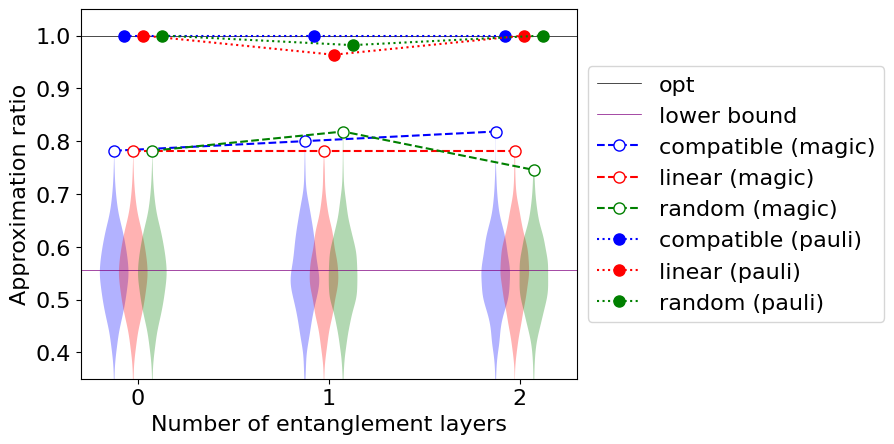 Approximation ratio
1.0
0.9
0.8
0.7
0.6
0.5
0.4
0
1
2
Number of entanglement layers
opt
lower bound
compatible (magic)
linear (magic)
random (magic)
compatible (pauli)
linear (pauli)
random (pauli)